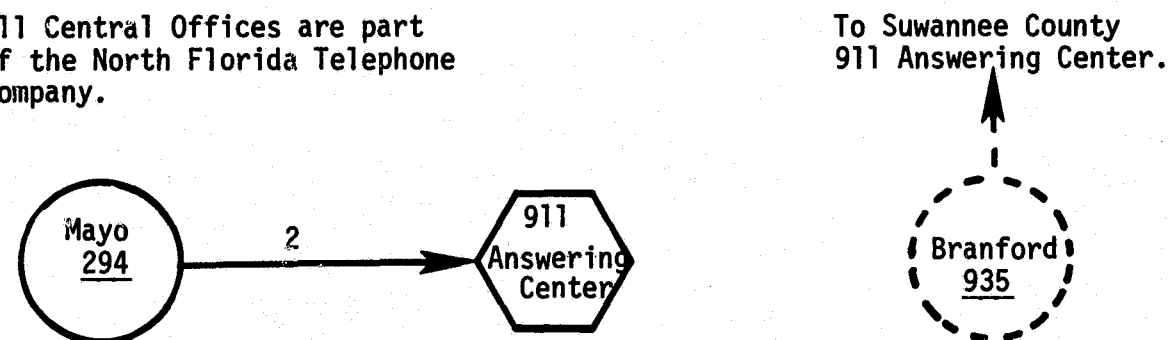 11 Central Offices are part
f the North Florida Telephone
ompany.
To Suwannee County
911 Answering Center.
Mayo
294
2
911
Answering
Center
Branford
935